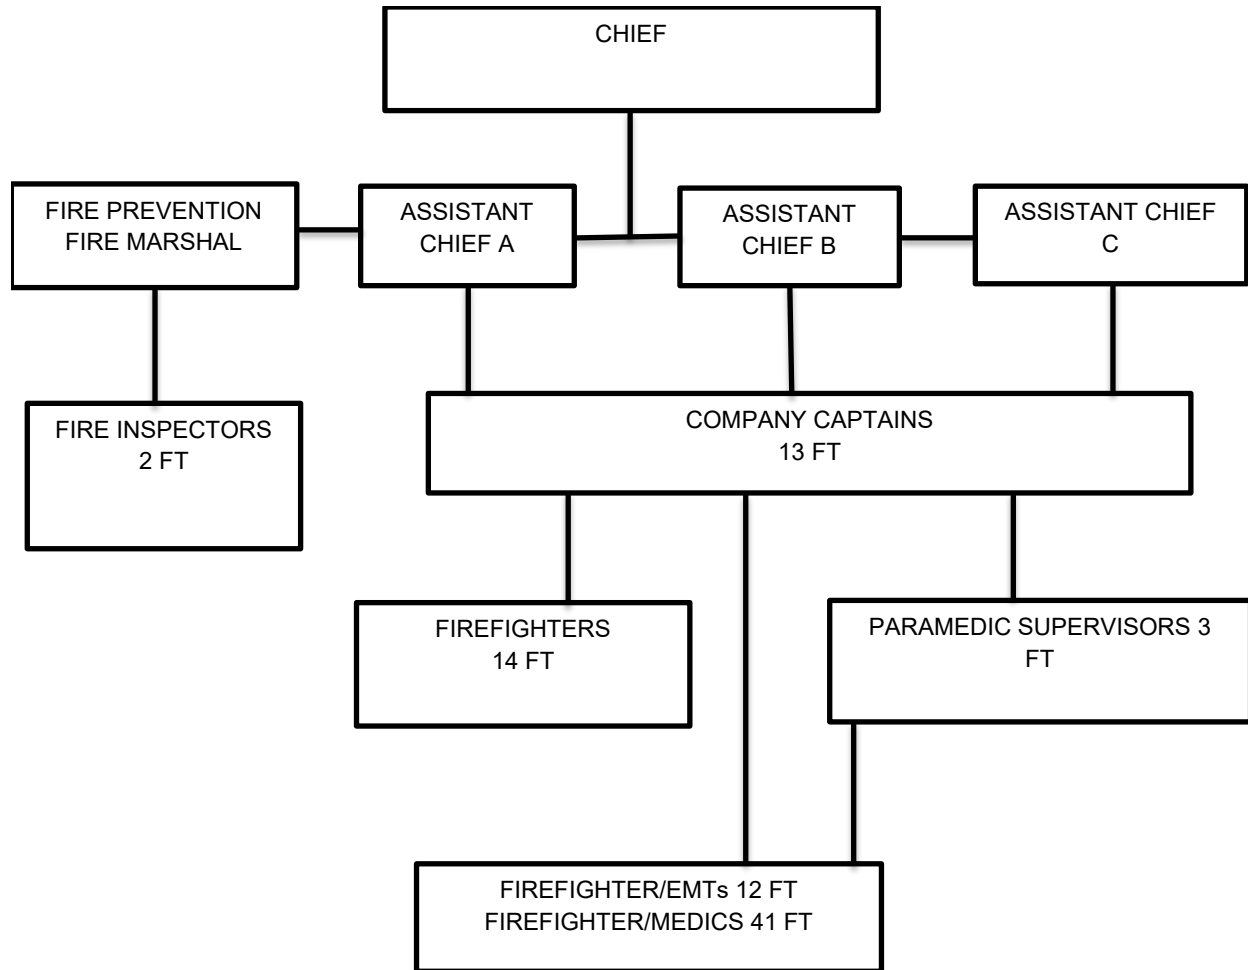 CHIEF
FIRE PREVENTION
FIRE MARSHAL
ASSISTANT
CHIEF A
ASSISTANT
CHIEF B
ASSISTANT CHIEF
C
FIRE INSPECTORS
2 FT
COMPANY CAPTAINS
13 FT
FIREFIGHTERS
14 FT
PARAMEDIC SUPERVISORS 3
FT
FIREFIGHTER/EMTs 12 FT
FIREFIGHTER/MEDICS 41 FT